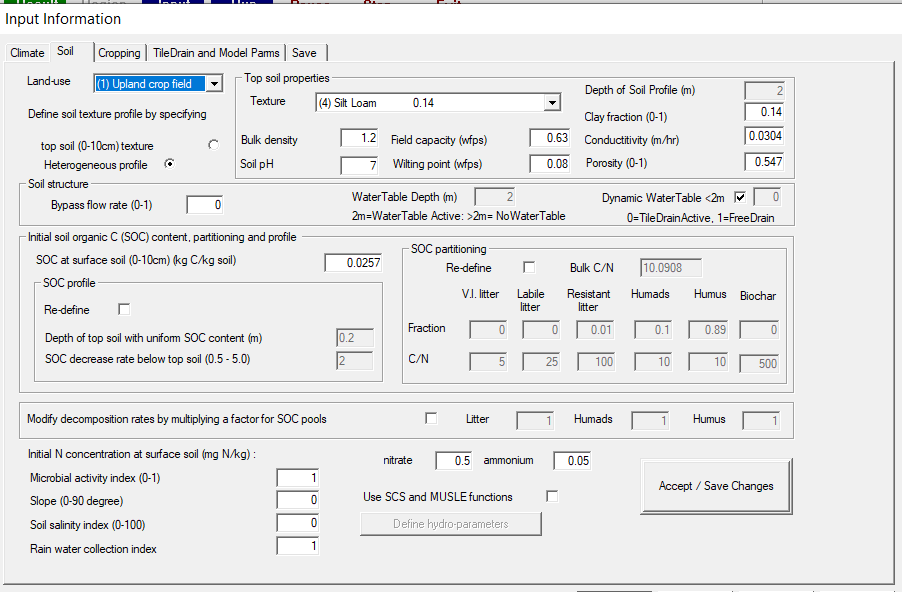 Result Design Input Run Pause Stop Exit
Input Information
Climate Soil Cropping TileDrain and Model Parms Save
Land-use (1) Upland crop field
Define soil texture profile by specifying
top soil (0-10cm) texture
Heterogeneous profile
Top soil properties
Texture (4) Silt Loam 0.14
Bulk density 1.2 Field capacity (wfps) 0.63
Soil pH 7 Wilting point (wfps) 0.08
Depth of Soil Profile (m) 2
Clay fraction (0-1) 0.14
Conductitivity (m/hr) 0.0304
Porosity (0-1) 0.547
Soil structure
Bypass flow rate (0-1) 0
WaterTable Depth (m) 2
Dynamic WaterTable <2m 0
2m=WaterTable Active: >2m= NoWaterTable
0=TileDrainActive, 1=FreeDrain
Initial soil organic C (SOC) content, partitioning and profile
SOC at surface soil (0-10cm) (kg C/kg soil) 0.0257
SOC profile
Re-define
Depth of top soil with uniform SOC content (m) 0.2
SOC decrease rate below top soil (0.5 - 5.0) 2
SOC partitioning
Re-define Bulk C/N 10.0908
V.l. litter Labile litter Resistant litter Humads Humus Biochar
Fraction 0 0 0.01 0.1 0.89 0
C/N 5 25 100 10 10 500
Modify decomposition rates by multiplying a factor for SOC pools Litter 1 Humads 1 Humus 1
Initial N concentration at surface soil (mg N/kg) : nitrate 0.5 ammonium 0.05
Microbial activity index (0-1) 1
Slope (0-90 degree) 0
Soil salinity index (0-100) 0
Rain water collection index 1
Use SCS and MUSLE functions
Define hydro-parameters
Accept / Save Changes